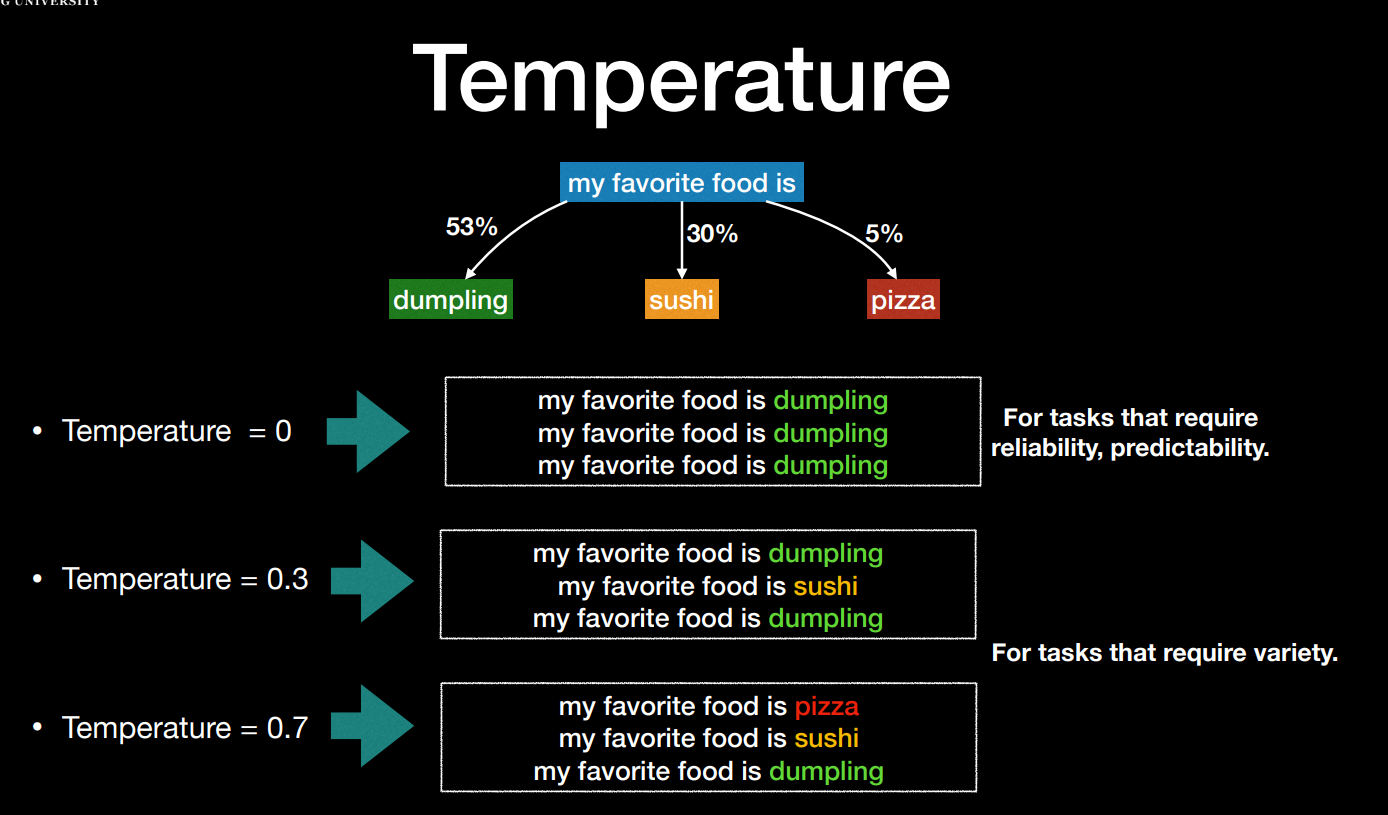 G UNIVERSITY
Temperature
my favorite food is
53%
30%
5%
dumpling
sushi
pizza
• Temperature = 0
my favorite food is dumpling
my favorite food is dumpling
my favorite food is dumpling
For tasks that require
reliability, predictability.
• Temperature = 0.3
my favorite food is dumpling
my favorite food is sushi
my favorite food is dumpling
For tasks that require variety.
• Temperature = 0.7
my favorite food is pizza
my favorite food is sushi
my favorite food is dumpling